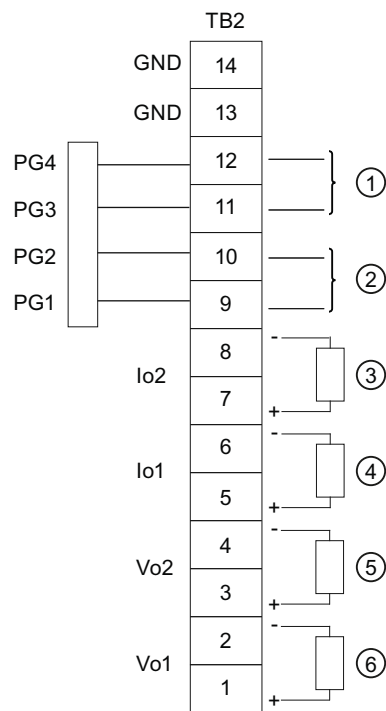 TB2
GND 14
GND 13
PG4 12 1
PG3 11
PG2 10 2
PG1 9
Io2 8 - 3
7 +
Io1 6 - 4
5 +
Vo2 4 - 5
3 +
Vo1 2 - 6
1 +